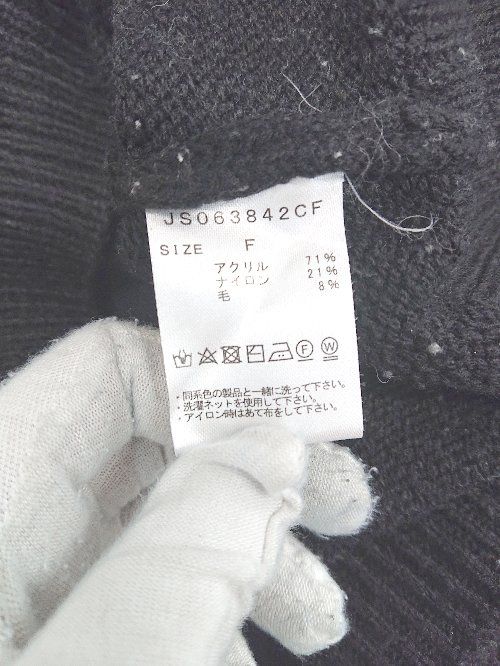 JS063842CF
SIZE F
アクリル 71%
ナイロン 21%
毛 8%
・同系色の製品と一緒に洗って下さい。
・洗濯ネットを使用して下さい。
・アイロン時はあて布をして下さい。